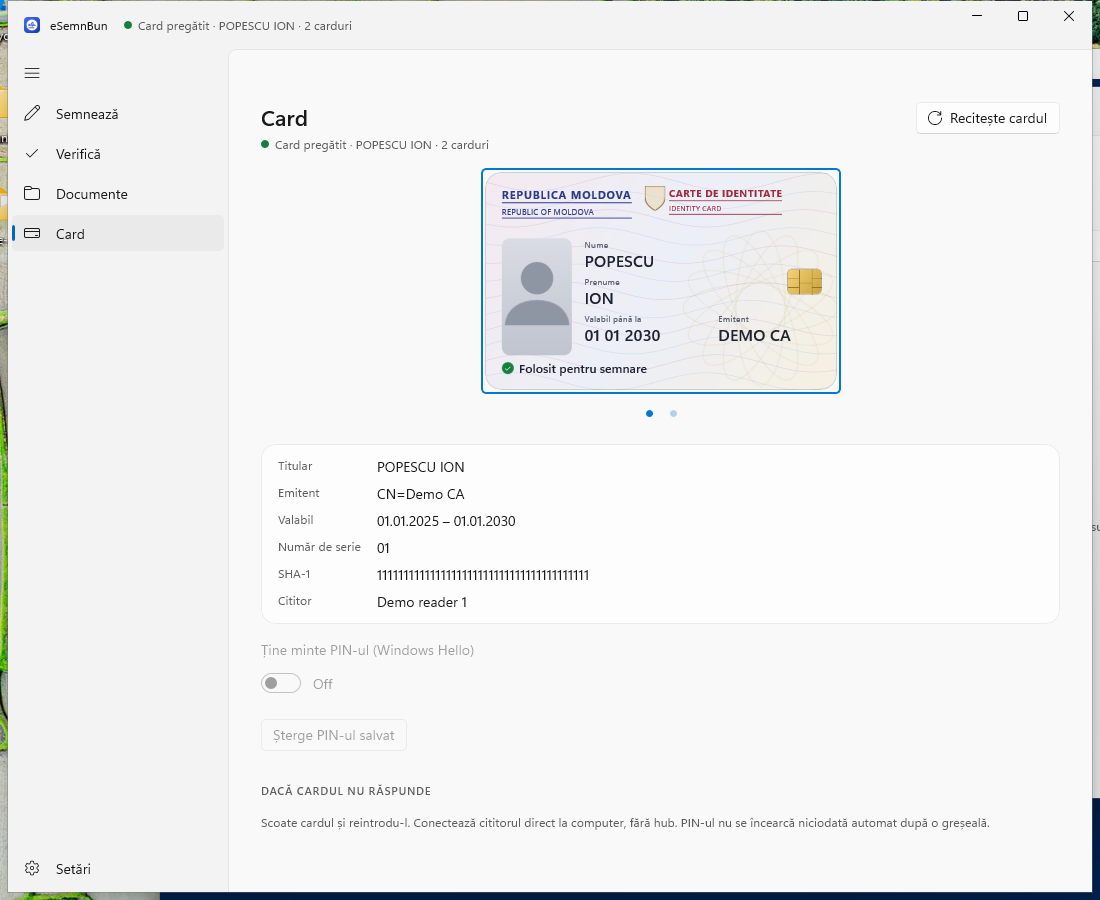 eSemnBun
Card pregătit · POPESCU ION · 2 carduri
Semnează
Verifică
Documente
Card
Setări
Card
Card pregătit · POPESCU ION · 2 carduri
Recitește cardul
REPUBLICA MOLDOVA
REPUBLIC OF MOLDOVA
CARTE DE IDENTITATE
IDENTITY CARD
Nume
POPESCU
Prenume
ION
Valabil până la
01 01 2030
Emitent
DEMO CA
Folosit pentru semnare
Titular POPESCU ION
Emitent CN=Demo CA
Valabil 01.01.2025 – 01.01.2030
Număr de serie 01
SHA-1 1111111111111111111111111111111111111111
Cititor Demo reader 1
Ține minte PIN-ul (Windows Hello)
Off
Șterge PIN-ul salvat
DACĂ CARDUL NU RĂSPUNDE
Scoate cardul și reintrodu-l. Conectează cititorul direct la computer, fără hub. PIN-ul nu se încearcă niciodată automat după o greșeală.